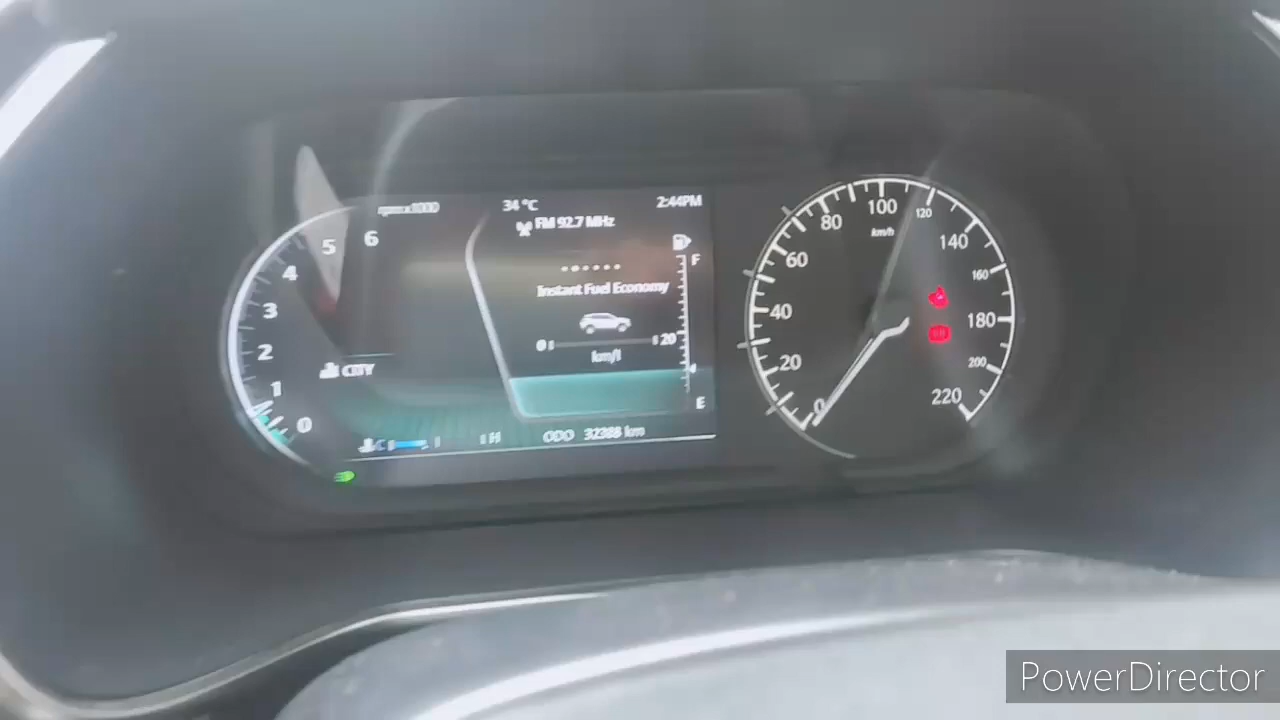 34 °C
2:44PM
FM 92.7 MHz
Instant Fuel Economy
0 20
km/l
F
E
CITY
ODO 32388 km
0
1
2
3
4
5
6
0
20
40
60
80
100
120
140
160
180
200
220
km/h
PowerDirector